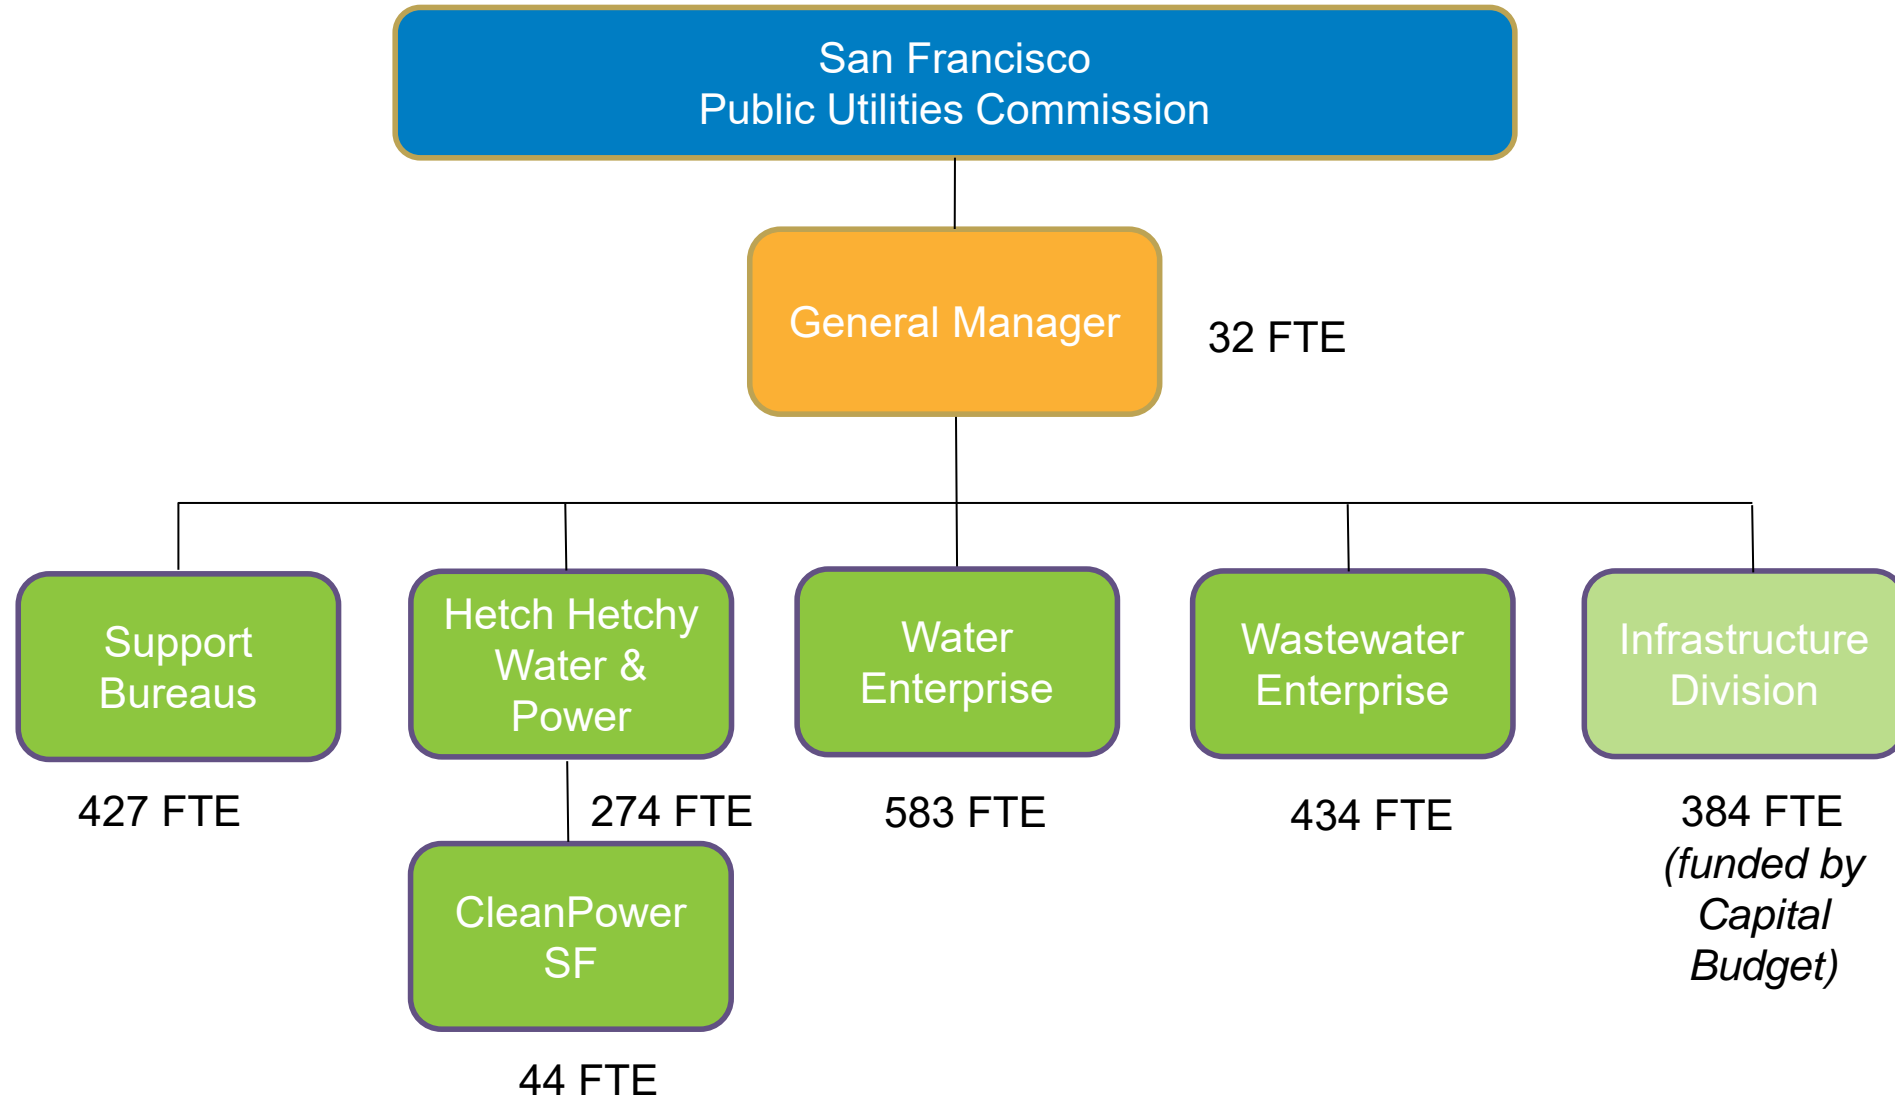 San Francisco
Public Utilities Commission
General Manager
32 FTE
Support
Bureaus
427 FTE
Hetch Hetchy
Water &
Power
274 FTE
CleanPower
SF
44 FTE
Water
Enterprise
583 FTE
Wastewater
Enterprise
434 FTE
Infrastructure
Division
384 FTE
(funded by
Capital
Budget)